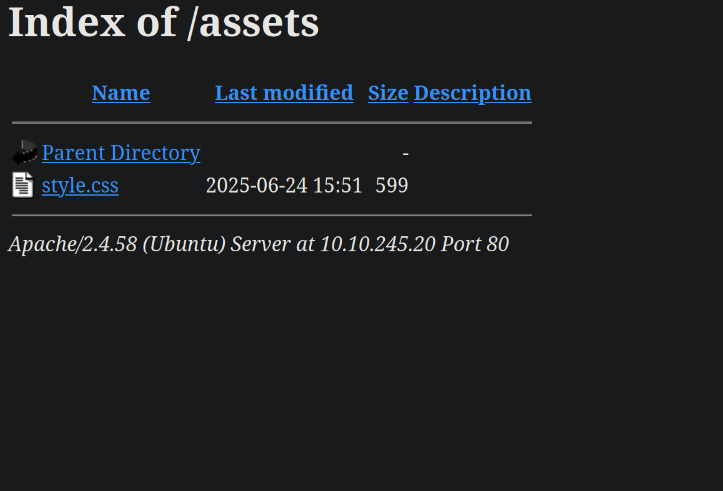 Index of /assets
Name Last modified Size Description
Parent Directory -
style.css 2025-06-24 15:51 599
Apache/2.4.58 (Ubuntu) Server at 10.10.245.20 Port 80